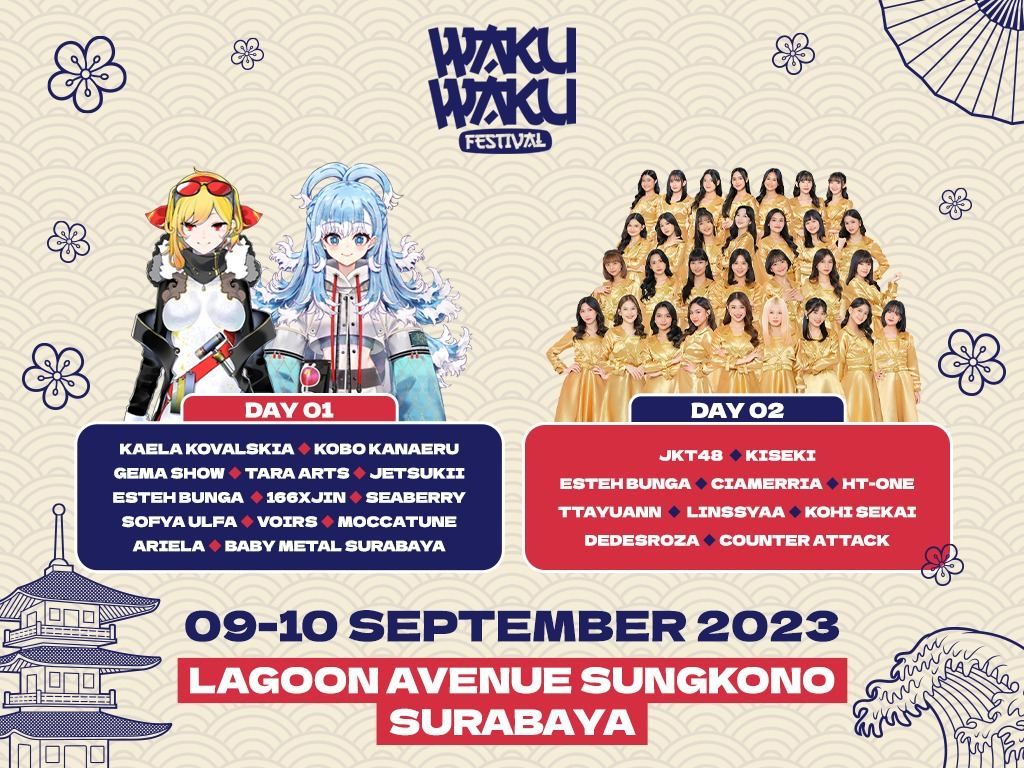 WAKU
WAKU
FESTIVAL
DAY 01
KAELA KOVALSKIA ◆ KOBO KANAERU
GEMA SHOW ◆ TARA ARTS ◆ JETSUKII
ESTEH BUNGA ◆ 166XJIN ◆ SEABERRY
SOFYA ULFA ◆ VOIRS ◆ MOCCATUNE
ARIELA ◆ BABY METAL SURABAYA
DAY 02
JKT48 ◆ KISEKI
ESTEH BUNGA ◆ CIAMERRIA ◆ HT-ONE
TTAYUANN ◆ LINSSYAA ◆ KOHI SEKAI
DEDESROZA ◆ COUNTER ATTACK
09-10 SEPTEMBER 2023
LAGOON AVENUE SUNGKONO
SURABAYA